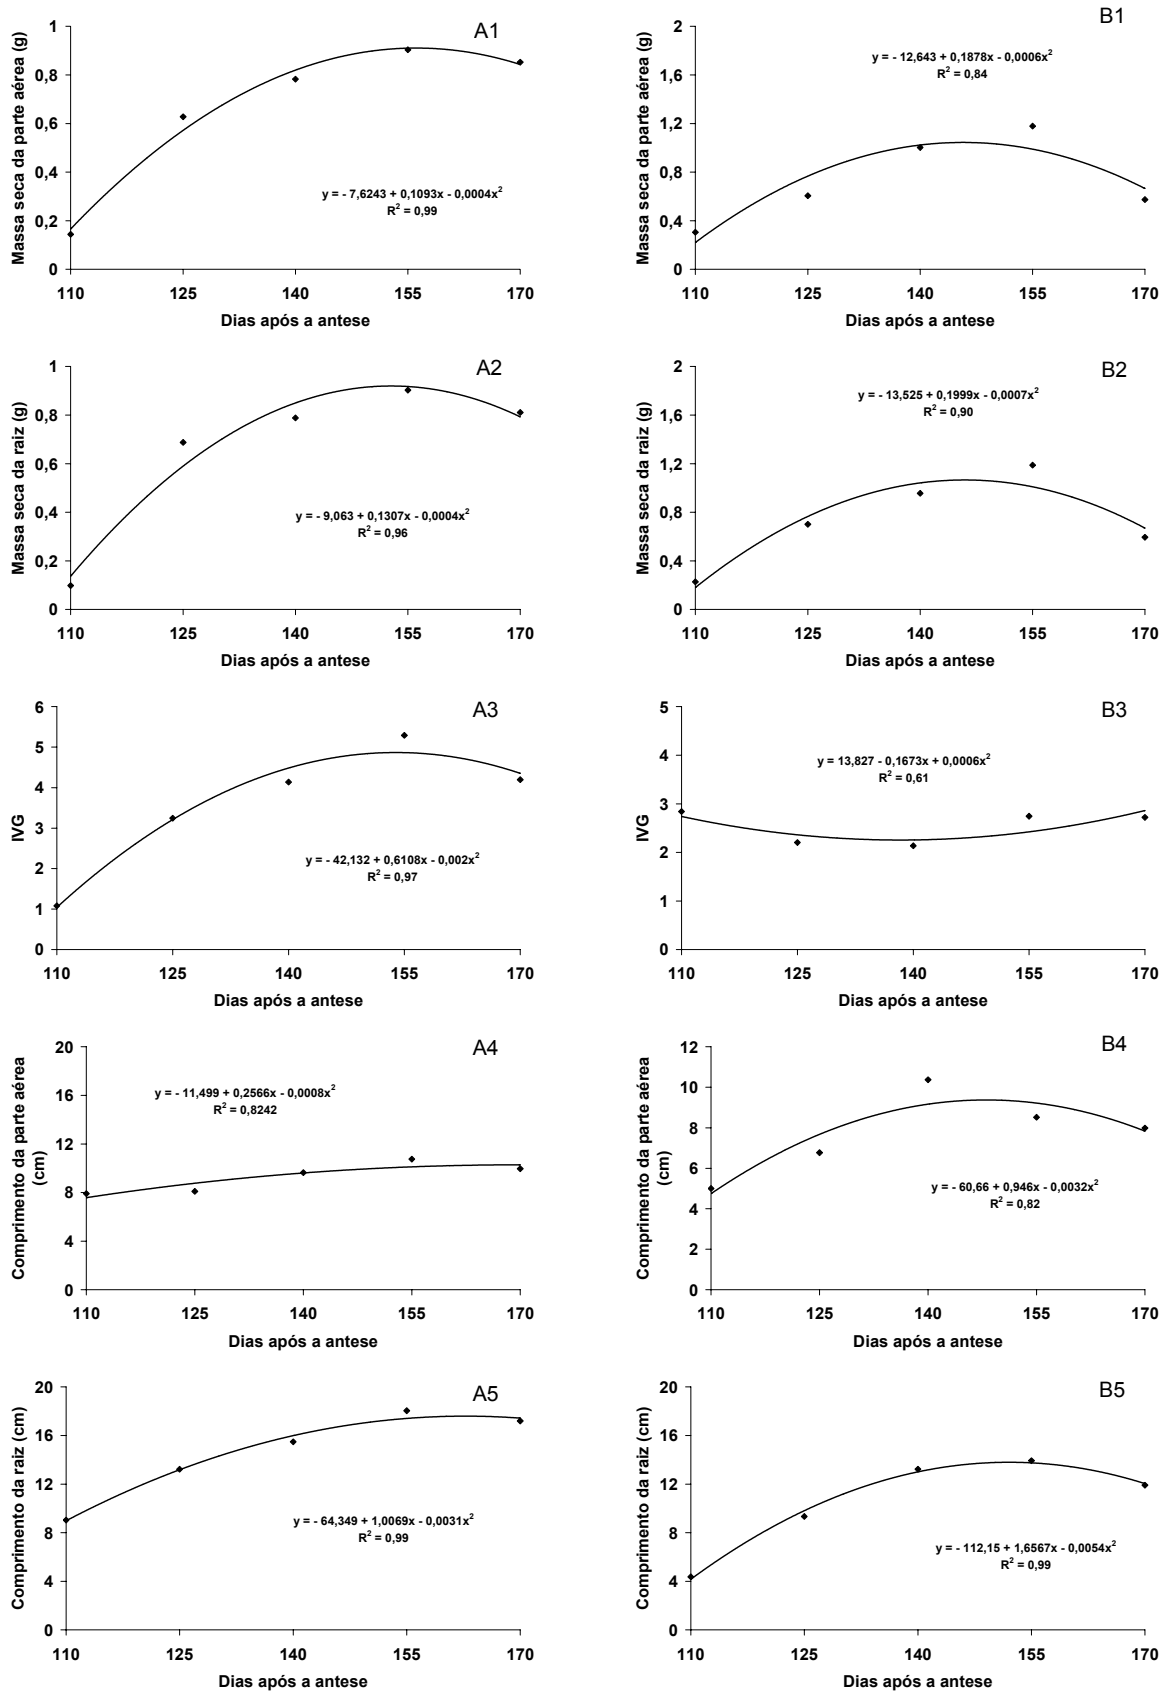 A1
Massa seca da parte aérea (g)
1
0,8
0,6
0,4
0,2
0
y = - 7,6243 + 0,1093x - 0,0004x²
R² = 0,99
110 125 140 155 170
Dias após a antese
B1
Massa seca da parte aérea (g)
2
1,6
1,2
0,8
0,4
0
y = - 12,643 + 0,1878x - 0,0006x²
R² = 0,84
110 125 140 155 170
Dias após a antese
A2
Massa seca da raiz (g)
1
0,8
0,6
0,4
0,2
0
y = - 9,063 + 0,1307x - 0,0004x²
R² = 0,96
110 125 140 155 170
Dias após a antese
B2
Massa seca da raiz (g)
2
1,6
1,2
0,8
0,4
0
y = - 13,525 + 0,1999x - 0,0007x²
R² = 0,90
110 125 140 155 170
Dias após a antese
A3
IVG
6
5
4
3
2
1
0
y = - 42,132 + 0,6108x - 0,002x²
R² = 0,97
110 125 140 155 170
Dias após a antese
B3
IVG
5
4
3
2
1
0
y = 13,827 - 0,1673x + 0,0006x²
R² = 0,61
110 125 140 155 170
Dias após a antese
A4
Comprimento da parte aérea
(cm)
20
16
12
8
4
0
y = - 11,499 + 0,2566x - 0,0008x²
R² = 0,8242
110 125 140 155 170
Dias após a antese
B4
Comprimento da parte aérea
(cm)
12
10
8
6
4
2
0
y = - 60,66 + 0,946x - 0,0032x²
R² = 0,82
110 125 140 155 170
Dias após a antese
A5
Comprimento da raiz (cm)
20
16
12
8
4
0
y = - 64,349 + 1,0069x - 0,0031x²
R² = 0,99
110 125 140 155 170
Dias após a antese
B5
Comprimento da raiz (cm)
20
16
12
8
4
0
y = - 112,15 + 1,6567x - 0,0054x²
R² = 0,99
110 125 140 155 170
Dias após a antese